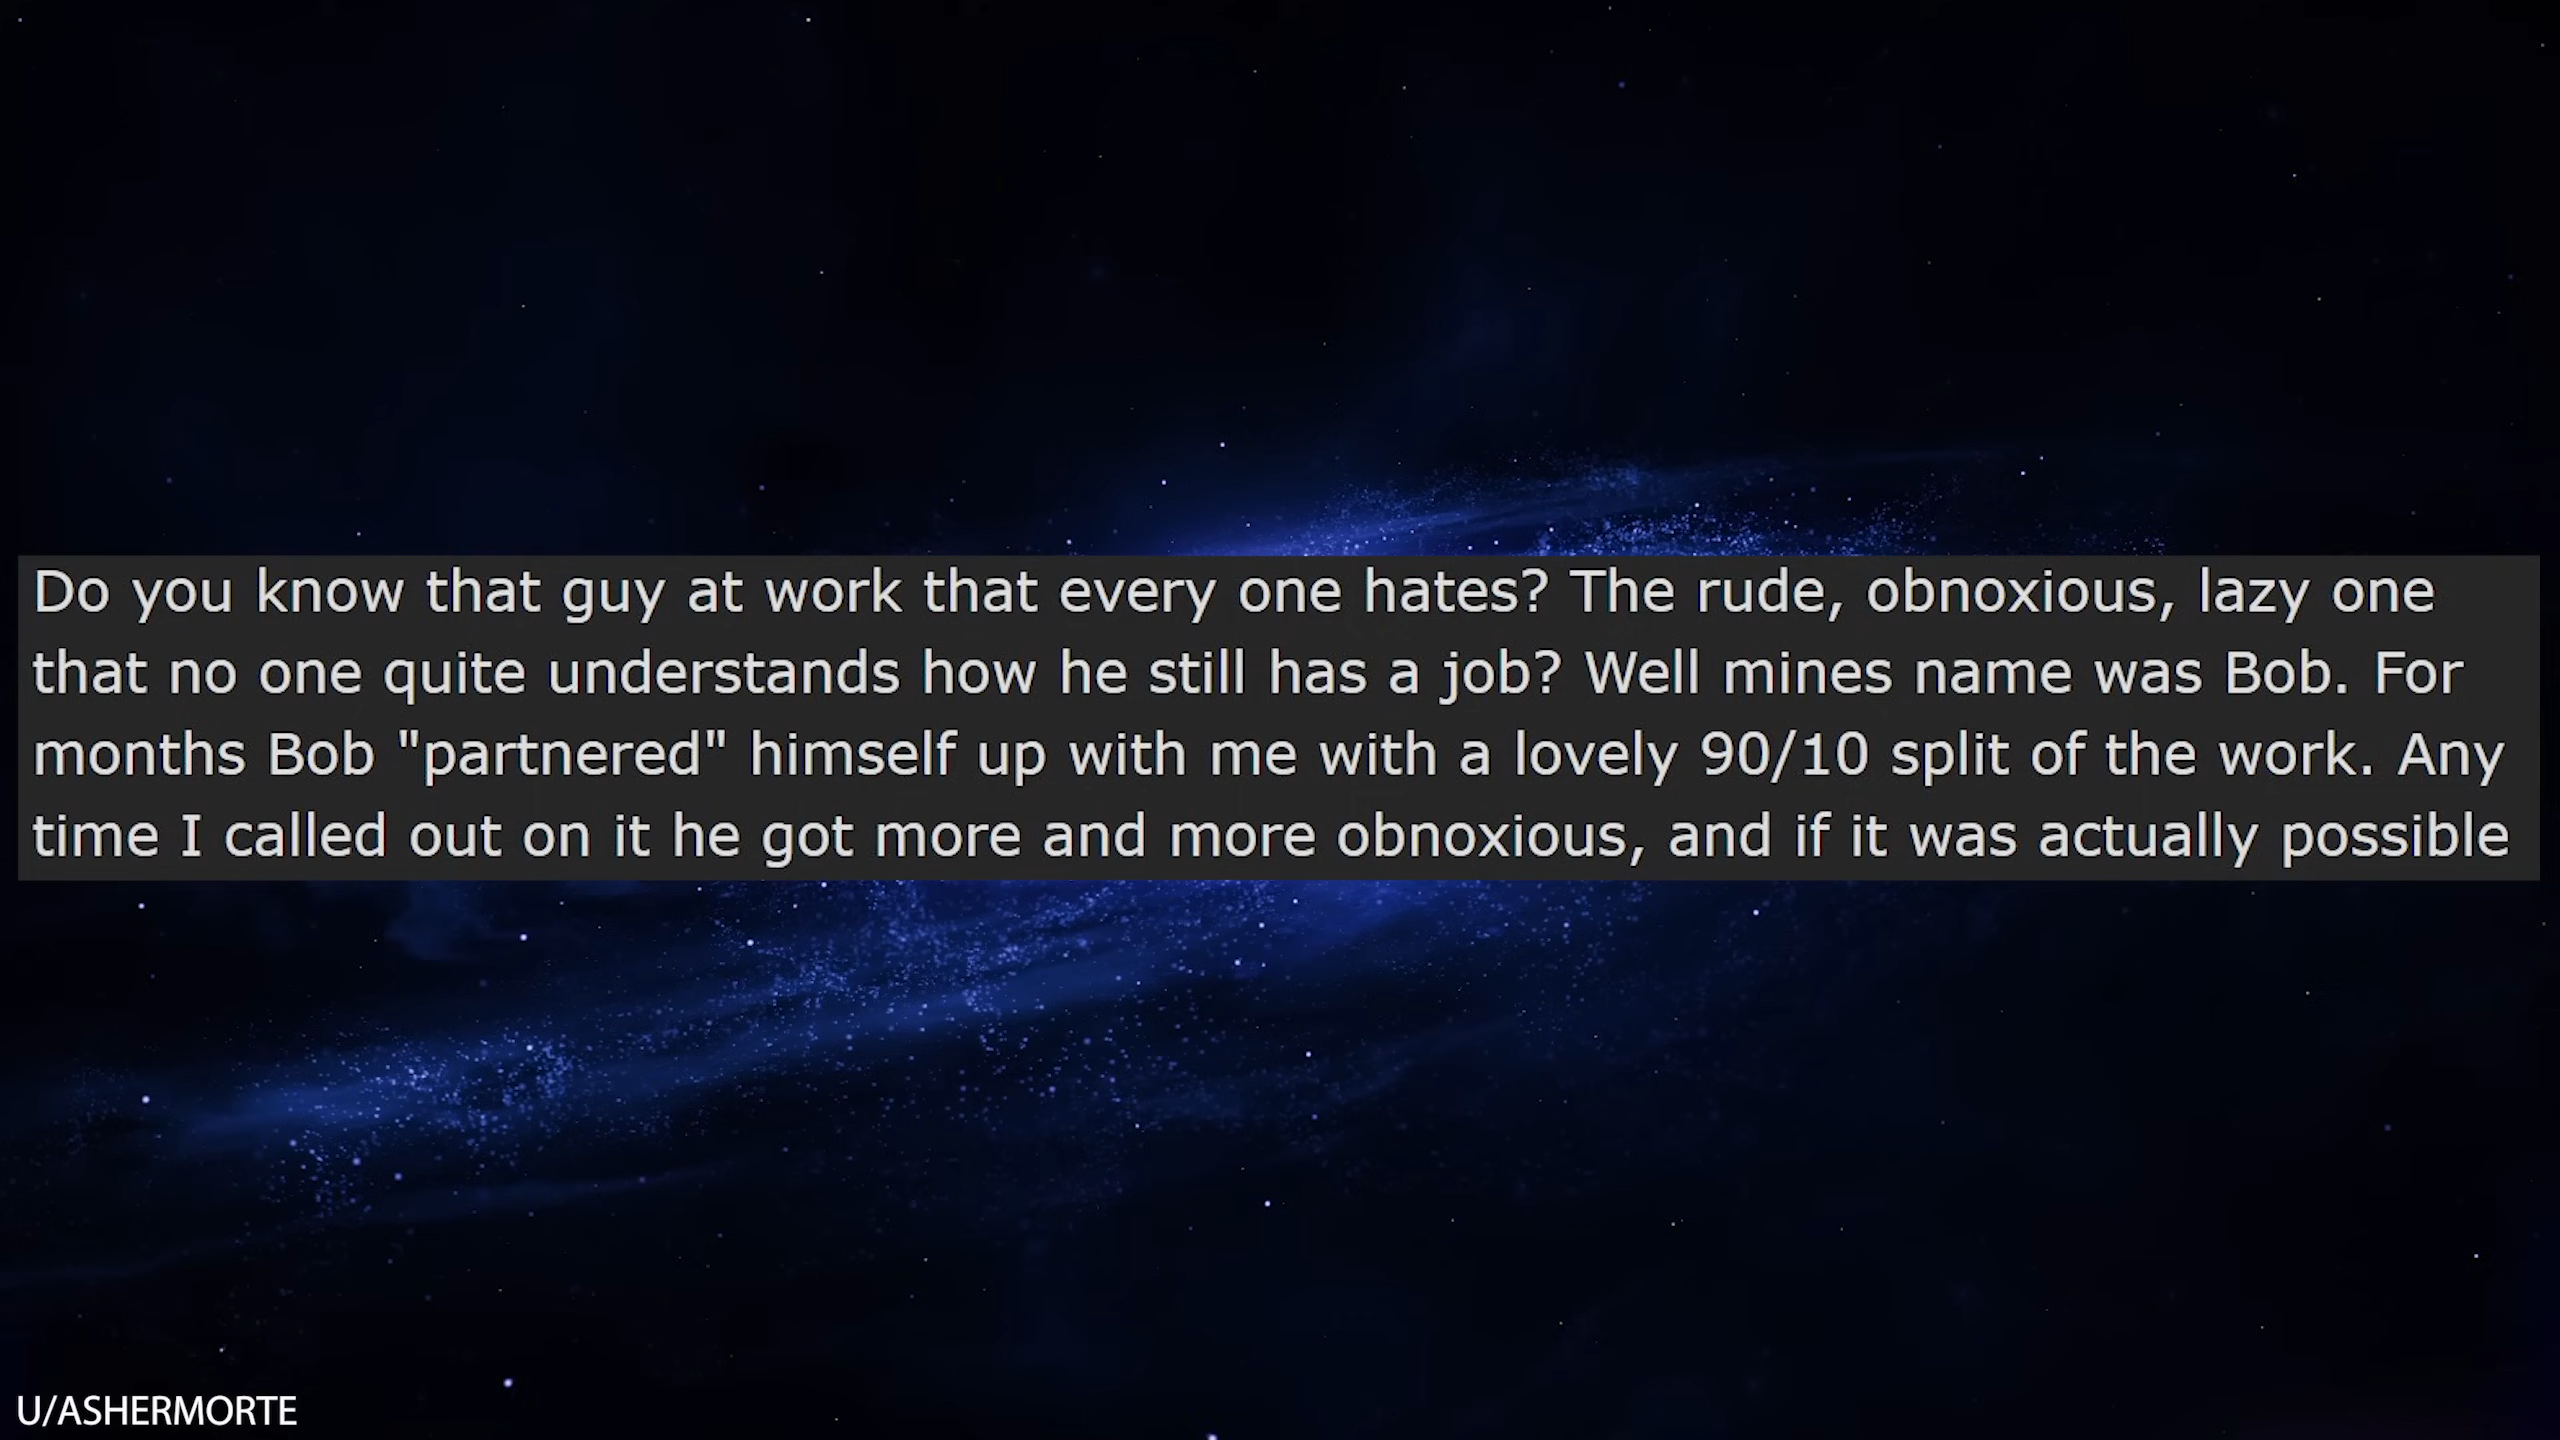 Do you know that guy at work that every one hates? The rude, obnoxious, lazy one
that no one quite understands how he still has a job? Well mines name was Bob. For
months Bob "partnered" himself up with me with a lovely 90/10 split of the work. Any
time I called out on it he got more and more obnoxious, and if it was actually possible
U/ASHERMORTE